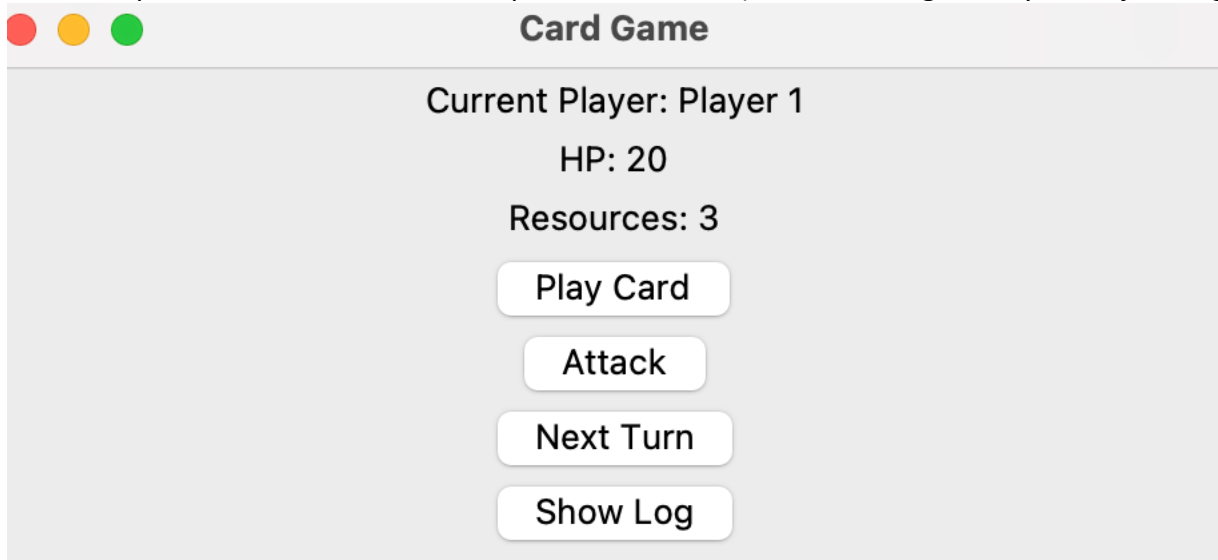 Card Game
Current Player: Player 1
HP: 20
Resources: 3
Play Card
Attack
Next Turn
Show Log